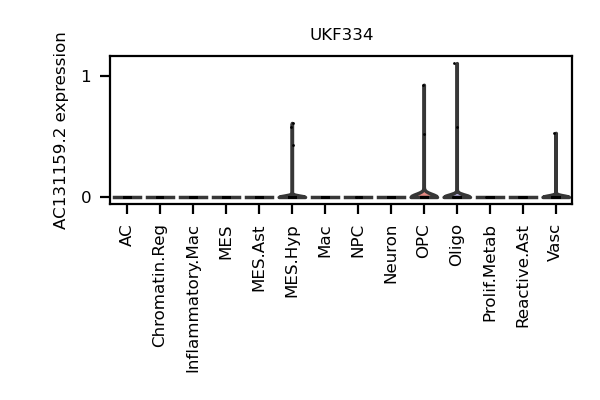 UKF334
AC131159.2 expression
1
0
AC
Chromatin.Reg
Inflammatory.Mac
MES
MES.Ast
MES.Hyp
Mac
NPC
Neuron
OPC
Oligo
Prolif.Metab
Reactive.Ast
Vasc